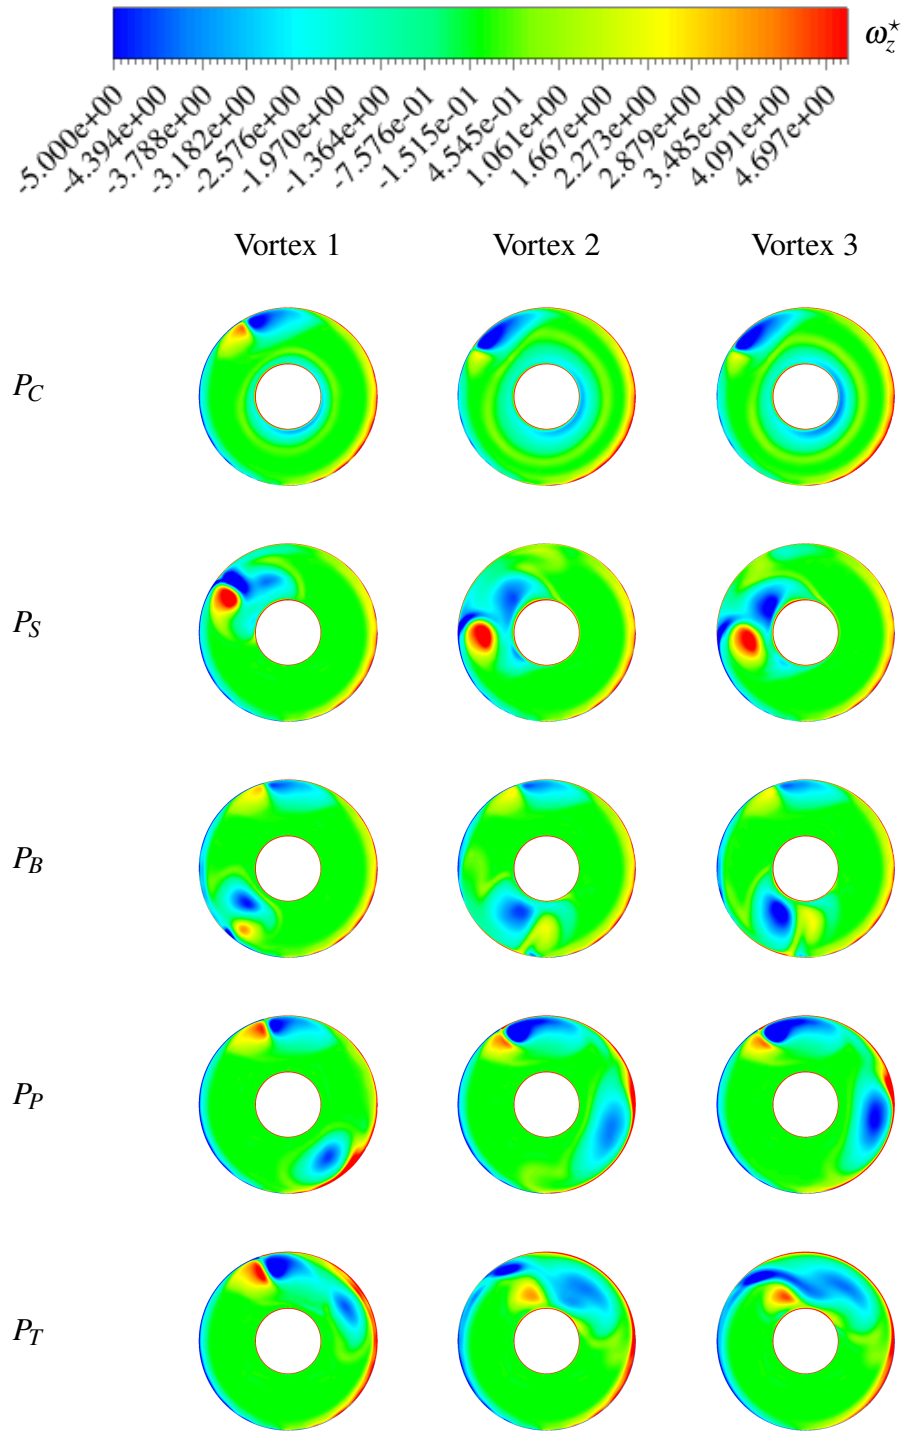 ω_z^⋆
-5.000e+00
-4.394e+00
-3.788e+00
-3.182e+00
-2.576e+00
-1.970e+00
-1.364e+00
-7.576e-01
-1.515e-01
4.545e-01
1.061e+00
1.667e+00
2.273e+00
2.879e+00
3.485e+00
4.091e+00
4.697e+00
Vortex 1 Vortex 2 Vortex 3
P_C
P_S
P_B
P_P
P_T